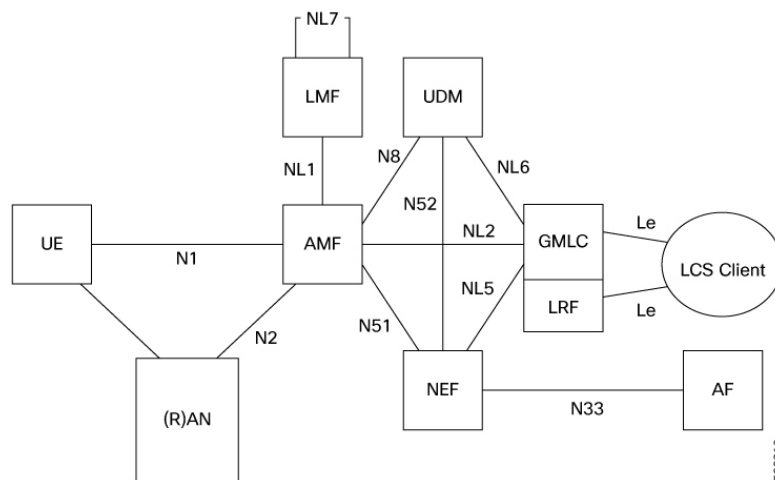 NL7
LMF
UDM
NL1
N8
NL6
N52
UE
N1
AMF
NL2
GMLC
Le
LCS Client
NL5
LRF
Le
N2
N51
(R)AN
NEF
N33
AF